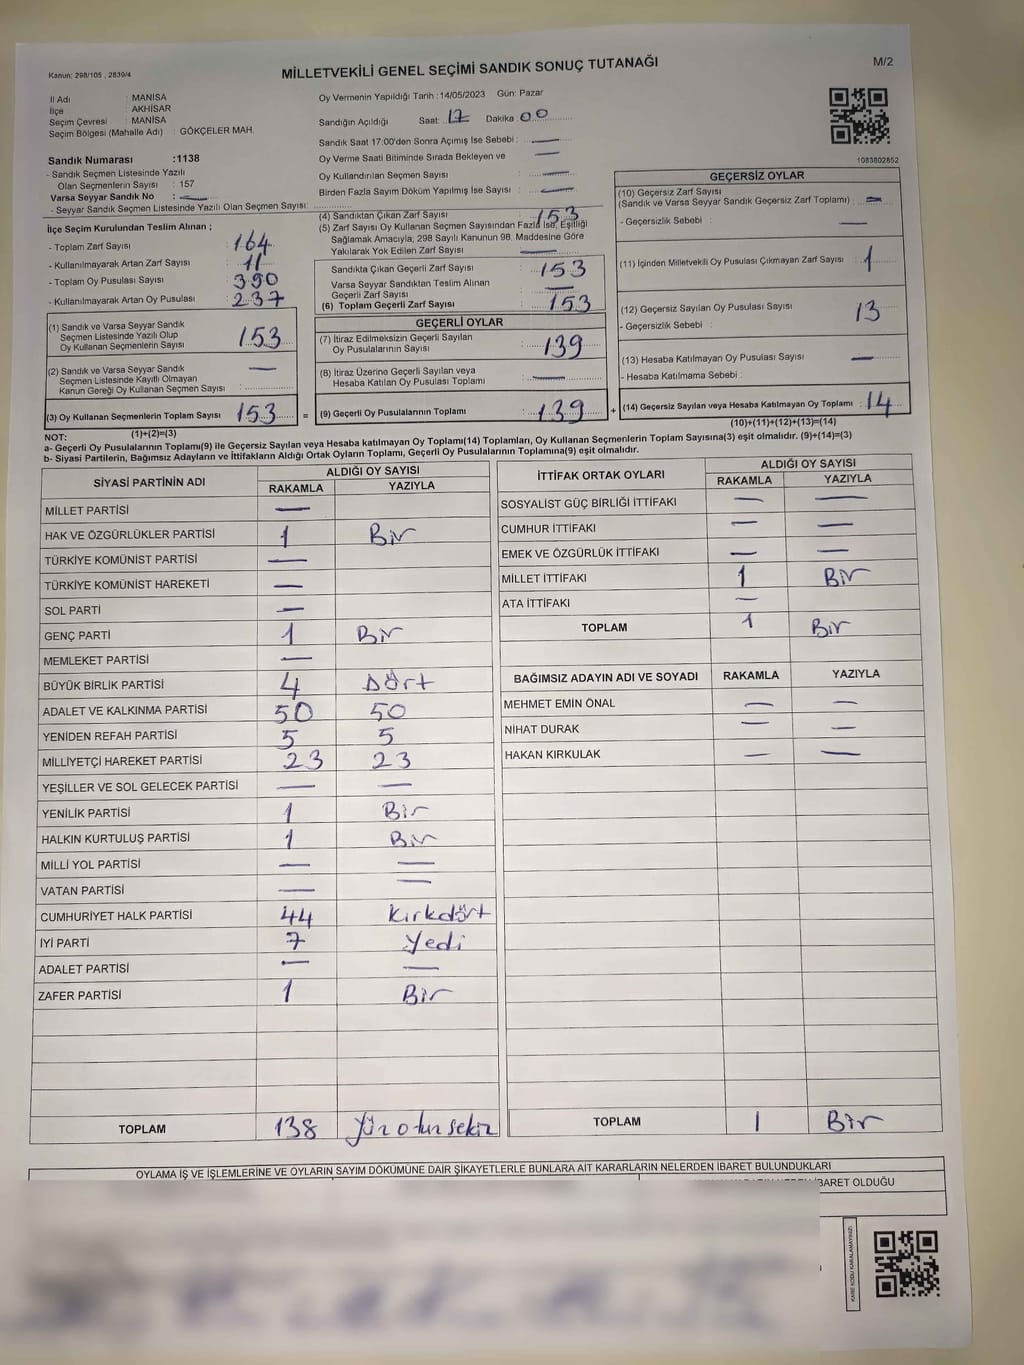 Kanun: 298/105 , 2839/4
MİLLETVEKİLİ GENEL SEÇİMİ SANDIK SONUÇ TUTANAĞI
M/2
İl Adı : MANİSA
İlçe : AKHİSAR
Seçim Çevresi : MANİSA
Seçim Bölgesi (Mahalle Adı) : GÖKÇELER MAH.
Sandık Numarası :1138
- Sandık Seçmen Listesinde Yazılı
Olan Seçmenlerin Sayısı : 157
Varsa Seyyar Sandık No : —
- Seyyar Sandık Seçmen Listesinde Yazılı Olan Seçmen Sayısı:
Oy Vermenin Yapıldığı Tarih :14/05/2023 Gün: Pazar
Sandığın Açıldığı Saat: 17 Dakika: 00
Sandık Saat 17:00'den Sonra Açımış İse Sebebi : —
Oy Verme Saati Bitiminde Sırada Bekleyen ve —
Oy Kullandırılan Seçmen Sayısı : —
Birden Fazla Sayım Döküm Yapılmış İse Sayısı : —
1083802852
İlçe Seçim Kurulundan Teslim Alınan ;
- Toplam Zarf Sayısı : 164
- Kullanılmayarak Artan Zarf Sayısı : 11
- Toplam Oy Pusulası Sayısı : 390
- Kullanılmayarak Artan Oy Pusulası : 237
(1) Sandık ve Varsa Seyyar Sandık
Seçmen Listesinde Yazılı Olup
Oy Kullanan Seçmenlerin Sayısı : 153
(2) Sandık ve Varsa Seyyar Sandık —
Seçmen Listesinde Kayıtlı Olmayan
Kanun Gereği Oy Kullanan Seçmen Sayısı :
(3) Oy Kullanan Seçmenlerin Toplam Sayısı : 153 =
(1)+(2)=(3)
(4) Sandıktan Çıkan Zarf Sayısı : 153
(5) Zarf Sayısı Oy Kullanan Seçmen Sayısından Fazla İse, Eşitliği
Sağlamak Amacıyla; 298 Sayılı Kanunun 98. Maddesine Göre
Yakılarak Yok Edilen Zarf Sayısı : —
Sandıkta Çıkan Geçerli Zarf Sayısı : 153
Varsa Seyyar Sandıktan Teslim Alınan
Geçerli Zarf Sayısı : —
(6) Toplam Geçerli Zarf Sayısı : 153
GEÇERLİ OYLAR
(7) İtiraz Edilmeksizin Geçerli Sayılan
Oy Pusulalarının Sayısı : 139
(8) İtiraz Üzerine Geçerli Sayılan veya
Hesaba Katılan Oy Pusulası Toplamı : —
(9) Geçerli Oy Pusulalarının Toplamı : 139 +
GEÇERSİZ OYLAR
(10) Geçersiz Zarf Sayısı
(Sandık ve Varsa Seyyar Sandık Geçersiz Zarf Toplamı) : —
- Geçersizlik Sebebi : —
(11) İçinden Milletvekili Oy Pusulası Çıkmayan Zarf Sayısı : 1
(12) Geçersiz Sayılan Oy Pusulası Sayısı : 13
- Geçersizlik Sebebi :
(13) Hesaba Katılmayan Oy Pusulası Sayısı : —
- Hesaba Katılmama Sebebi :
(14) Geçersiz Sayılan veya Hesaba Katılmayan Oy Toplamı : 14
(10)+(11)+(12)+(13)=(14)
NOT:
a- Geçerli Oy Pusulalarının Toplamı(9) ile Geçersiz Sayılan veya Hesaba katılmayan Oy Toplamı(14) Toplamları, Oy Kullanan Seçmenlerin Toplam Sayısına(3) eşit olmalıdır. (9)+(14)=(3)
b- Siyasi Partilerin, Bağımsız Adayların ve İttifakların Aldığı Ortak Oyların Toplamı, Geçerli Oy Pusulalarının Toplamına(9) eşit olmalıdır.
SİYASİ PARTİNİN ADI ALDIĞI OY SAYISI
RAKAMLA YAZIYLA
MİLLET PARTİSİ —
HAK VE ÖZGÜRLÜKLER PARTİSİ 1 Bir
TÜRKİYE KOMÜNİST PARTİSİ —
TÜRKİYE KOMÜNİST HAREKETİ —
SOL PARTİ —
GENÇ PARTİ 1 Bir
MEMLEKET PARTİSİ —
BÜYÜK BİRLİK PARTİSİ 4 Dört
ADALET VE KALKINMA PARTİSİ 50 50
YENİDEN REFAH PARTİSİ 5 5
MİLLİYETÇİ HAREKET PARTİSİ 23 23
YEŞİLLER VE SOL GELECEK PARTİSİ — —
YENİLİK PARTİSİ 1 Bir
HALKIN KURTULUŞ PARTİSİ 1 Bir
MİLLİ YOL PARTİSİ — —
VATAN PARTİSİ — —
CUMHURİYET HALK PARTİSİ 44 Kırkdört
İYİ PARTİ 7 Yedi
ADALET PARTİSİ — —
ZAFER PARTİSİ 1 Bir
TOPLAM 138 Yüzotuzsekiz
İTTİFAK ORTAK OYLARI ALDIĞI OY SAYISI
RAKAMLA YAZIYLA
SOSYALİST GÜÇ BİRLİĞİ İTTİFAKI — —
CUMHUR İTTİFAKI — —
EMEK VE ÖZGÜRLÜK İTTİFAKI — —
MİLLET İTTİFAKI 1 Bir
ATA İTTİFAKI —
TOPLAM 1 Bir
BAĞIMSIZ ADAYIN ADI VE SOYADI RAKAMLA YAZIYLA
MEHMET EMİN ÖNAL — —
NİHAT DURAK — —
HAKAN KIRKULAK — —
TOPLAM 1 Bir
OYLAMA İŞ VE İŞLEMLERİNE VE OYLARIN SAYIM DÖKÜMÜNE DAİR ŞİKAYETLERLE BUNLARA AİT KARARLARIN NELERDEN İBARET BULUNDUKLARI
İBARET OLDUĞU
KARE KODU KARALAMAYINIZ!